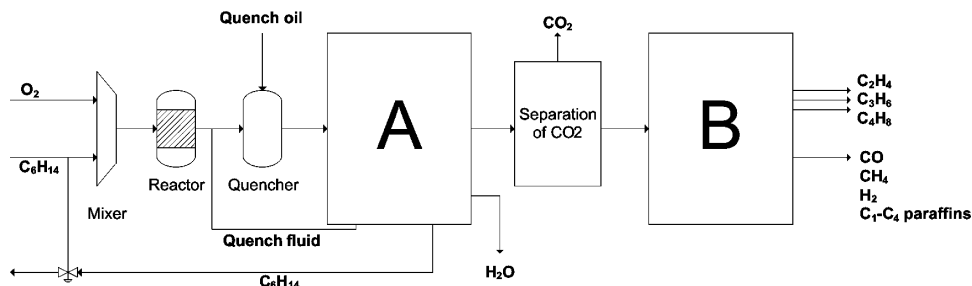 Quench oil
CO₂
O₂
A
B
C₂H₄
C₃H₆
C₄H₈
Separation
of CO2
C₆H₁₄
Reactor
Quencher
Mixer
CO
CH₄
H₂
C₁-C₄ paraffins
Quench fluid
H₂O
C₆H₁₄